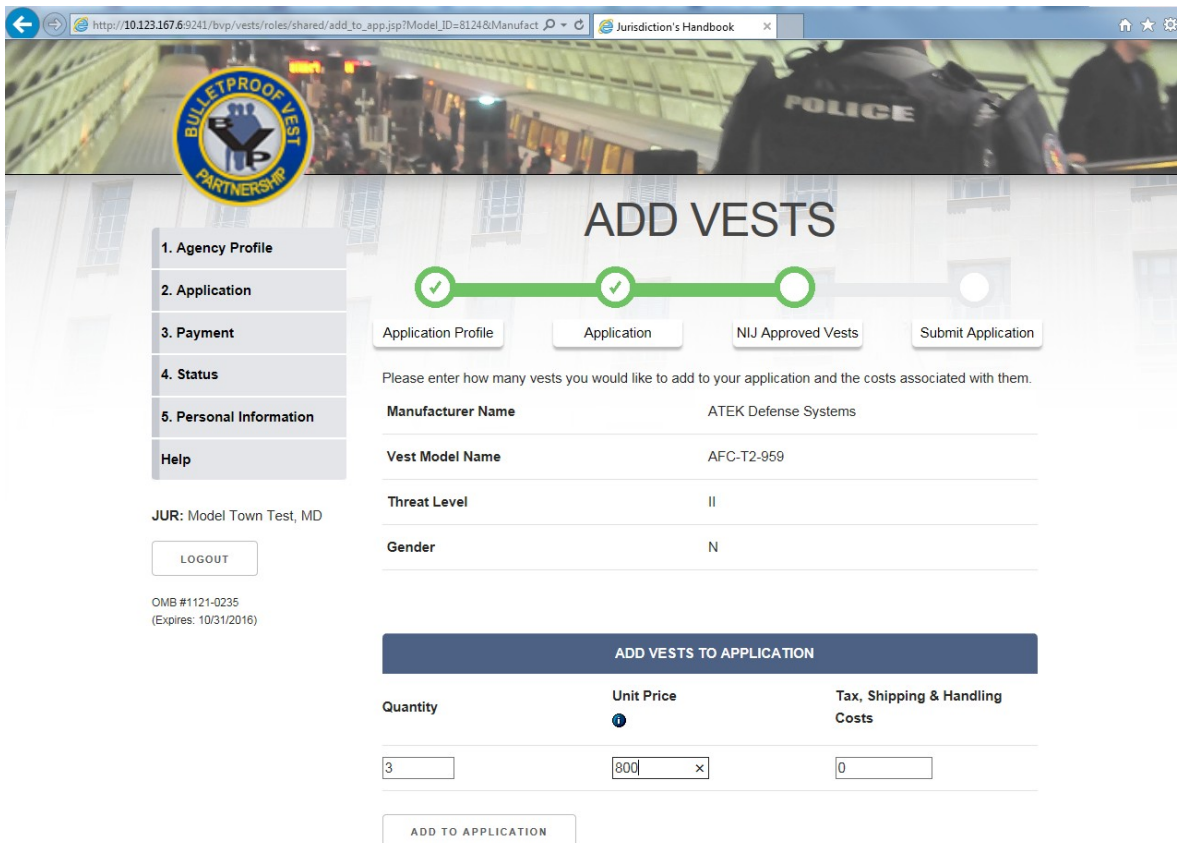 http://10.123.167.6:9241/bvp/vests/roles/shared/add_to_app.jsp?Model_ID=8124&Manufact
Jurisdiction's Handbook
BULLETPROOF VEST
BVP
PARTNERSHIP
POLICE
ADD VESTS
1. Agency Profile
2. Application
3. Payment
4. Status
5. Personal Information
Help
JUR: Model Town Test, MD
LOGOUT
OMB #1121-0235
(Expires: 10/31/2016)
Application Profile Application NIJ Approved Vests Submit Application
Please enter how many vests you would like to add to your application and the costs associated with them.
Manufacturer Name ATEK Defense Systems
Vest Model Name AFC-T2-959
Threat Level II
Gender N
ADD VESTS TO APPLICATION
Quantity Unit Price Tax, Shipping & Handling
Costs
3 800 0
ADD TO APPLICATION